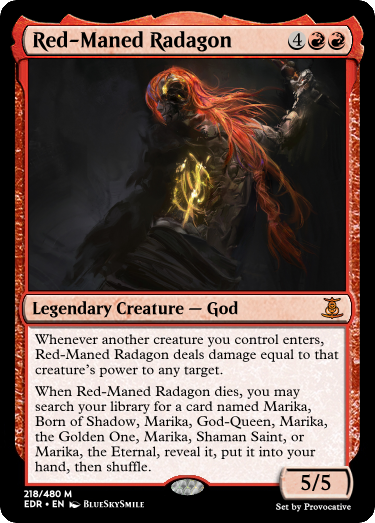 Red-Maned Radagon 4
Legendary Creature — God
Whenever another creature you control enters,
Red-Maned Radagon deals damage equal to that
creature's power to any target.
When Red-Maned Radagon dies, you may
search your library for a card named Marika,
Born of Shadow, Marika, God-Queen, Marika,
the Golden One, Marika, Shaman Saint, or
Marika, the Eternal, reveal it, put it into your
hand, then shuffle.
5/5
218/480 M
EDR • EN BlueSkySmile
Set by Provocative